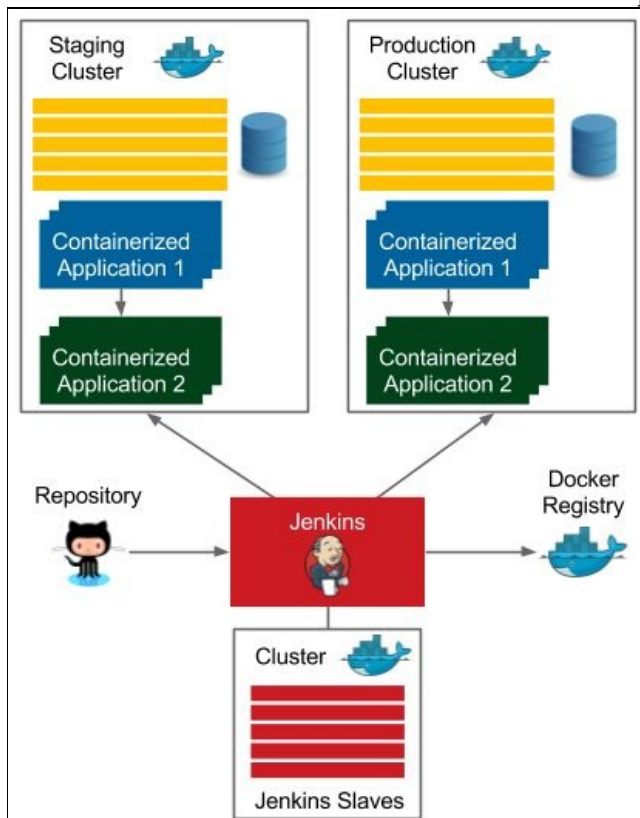 Staging
Cluster
Production
Cluster
Containerized
Application 1
Containerized
Application 1
Containerized
Application 2
Containerized
Application 2
Repository
Jenkins
Docker
Registry
Cluster
Jenkins Slaves